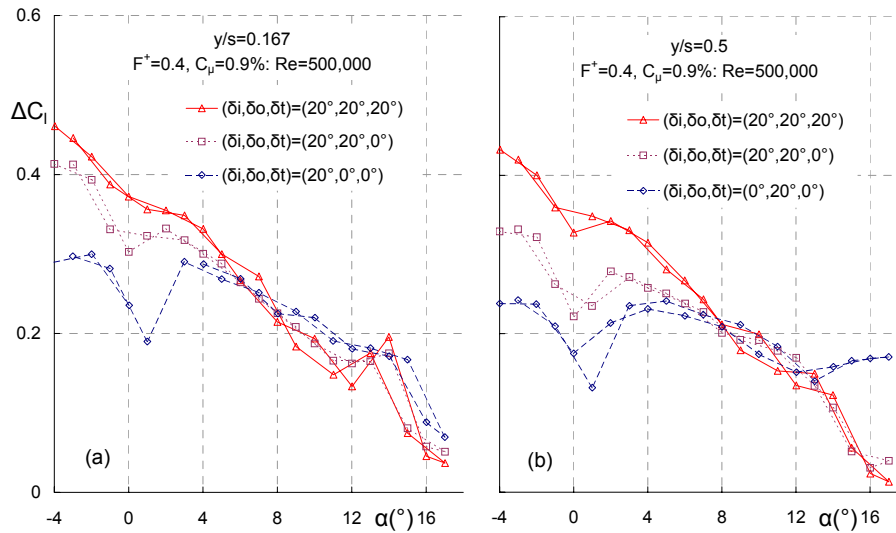 0.6
0.4
0.2
0
ΔCl
y/s=0.167
F+=0.4, Cμ=0.9%: Re=500,000
(δi,δo,δt)=(20°,20°,20°)
(δi,δo,δt)=(20°,20°,0°)
(δi,δo,δt)=(20°,0°,0°)
(a)
-4 0 4 8 12 α(°) 16
y/s=0.5
F+=0.4, Cμ=0.9%: Re=500,000
(δi,δo,δt)=(20°,20°,20°)
(δi,δo,δt)=(20°,20°,0°)
(δi,δo,δt)=(0°,20°,0°)
(b)
-4 0 4 8 12 α(°) 16